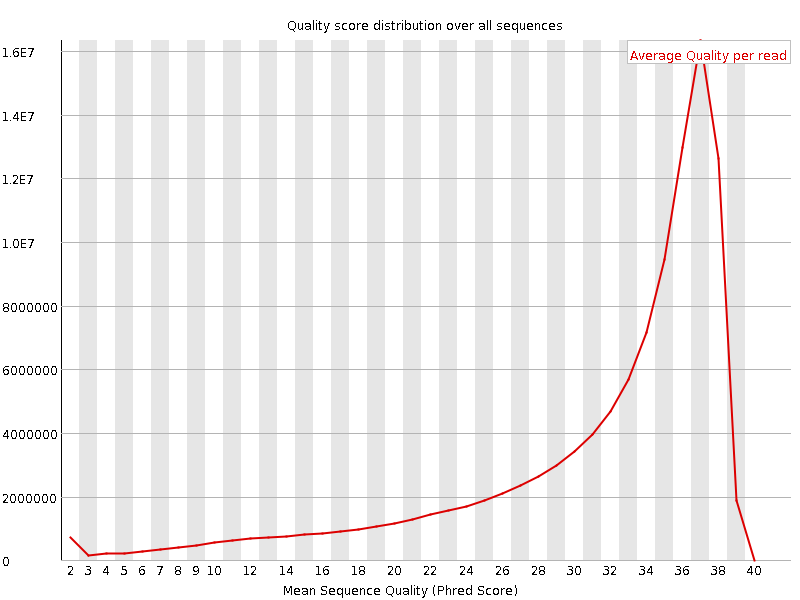 Quality score distribution over all sequences
Average Quality per read
1.6E7
1.4E7
1.2E7
1.0E7
8000000
6000000
4000000
2000000
0
2 3 4 5 6 7 8 9 10 12 14 16 18 20 22 24 26 28 30 32 34 36 38 40
Mean Sequence Quality (Phred Score)